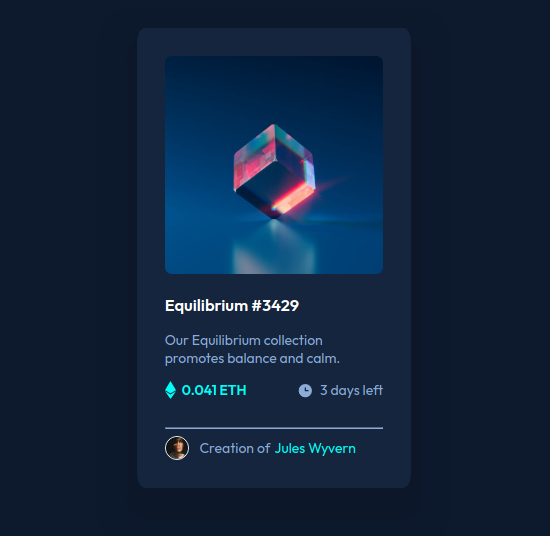 Equilibrium #3429
Our Equilibrium collection
promotes balance and calm.
0.041 ETH 3 days left
Creation of Jules Wyvern